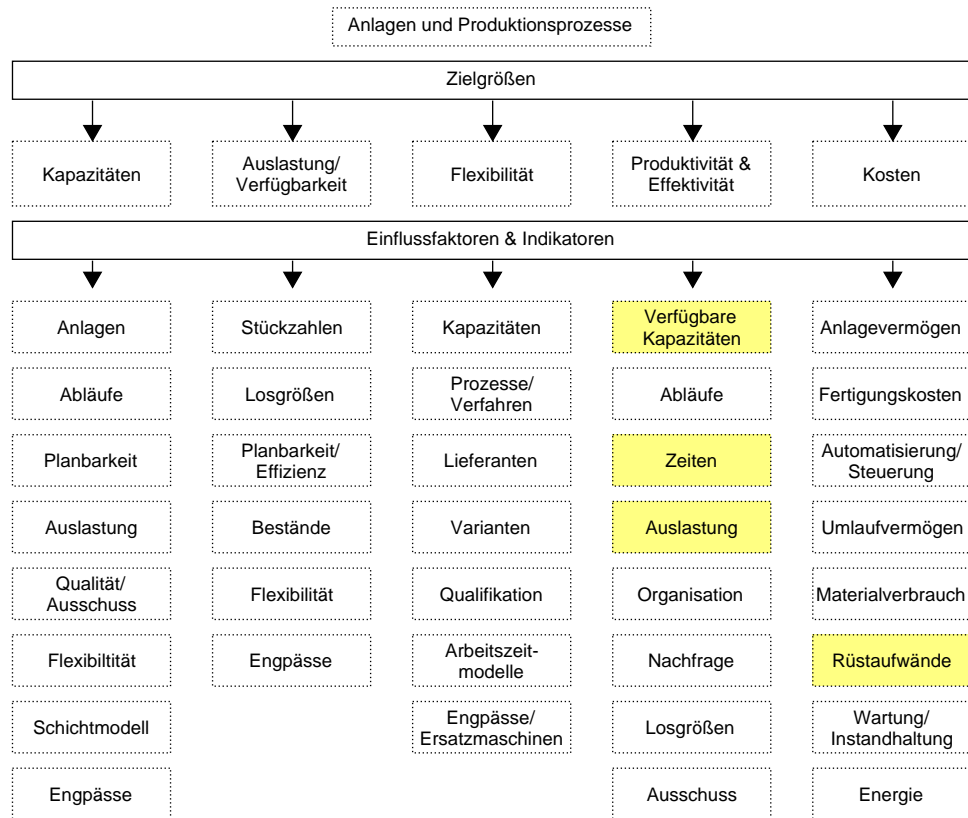 Anlagen und Produktionsprozesse
Zielgrößen
Kapazitäten
Auslastung/
Verfügbarkeit
Flexibilität
Produktivität &
Effektivität
Kosten
Einflussfaktoren & Indikatoren
Anlagen
Abläufe
Planbarkeit
Auslastung
Qualität/
Ausschuss
Flexibiltität
Schichtmodell
Engpässe
Stückzahlen
Losgrößen
Planbarkeit/
Effizienz
Bestände
Flexibilität
Engpässe
Kapazitäten
Prozesse/
Verfahren
Lieferanten
Varianten
Qualifikation
Arbeitszeit-
modelle
Engpässe/
Ersatzmaschinen
Verfügbare
Kapazitäten
Abläufe
Zeiten
Auslastung
Organisation
Nachfrage
Losgrößen
Ausschuss
Anlagevermögen
Fertigungskosten
Automatisierung/
Steuerung
Umlaufvermögen
Materialverbrauch
Rüstaufwände
Wartung/
Instandhaltung
Energie